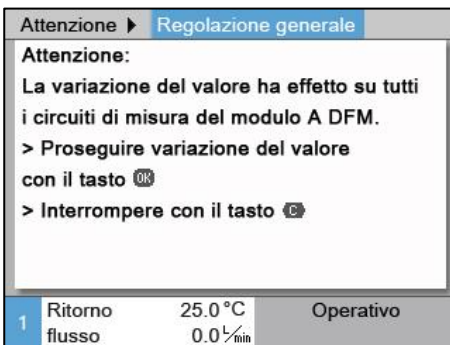 Attenzione ▶ Regolazione generale
Attenzione:
La variazione del valore ha effetto su tutti
i circuiti di misura del modulo A DFM.
> Proseguire variazione del valore
con il tasto OK
> Interrompere con il tasto C
1 Ritorno 25.0 °C Operativo
flusso 0.0 L/min